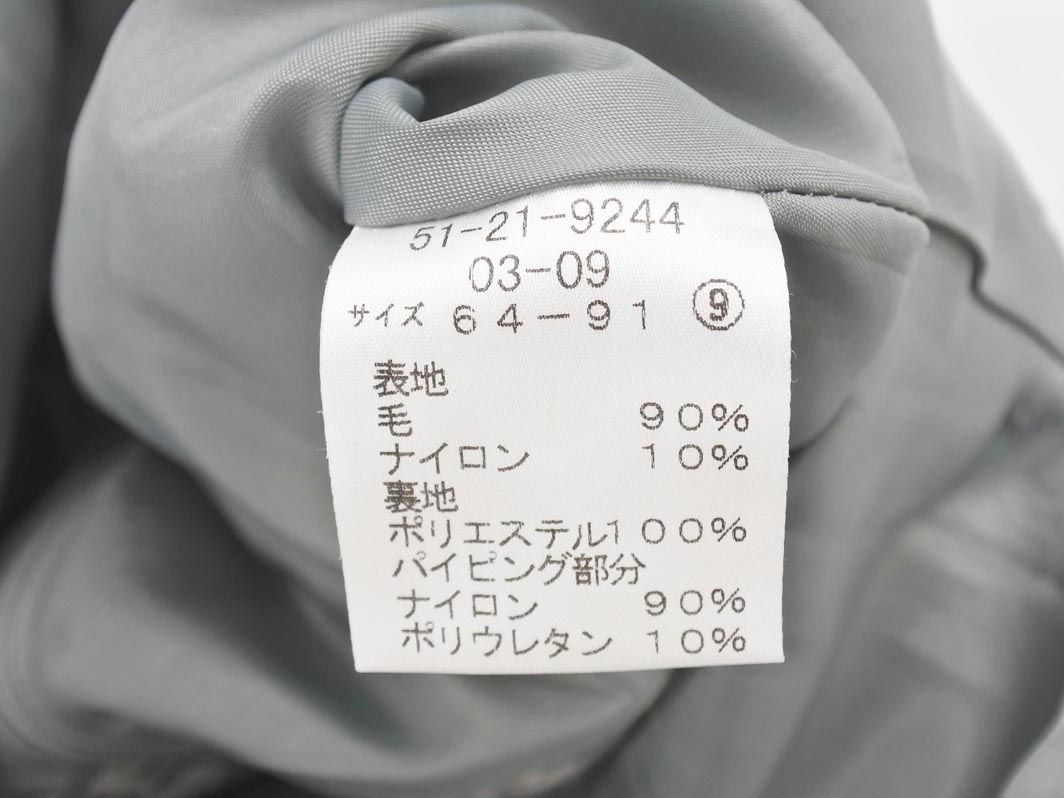 51-21-9244
03-09
サイズ 64-91 ⑨
表地
毛 90%
ナイロン 10%
裏地
ポリエステル100%
パイピング部分
ナイロン 90%
ポリウレタン 10%